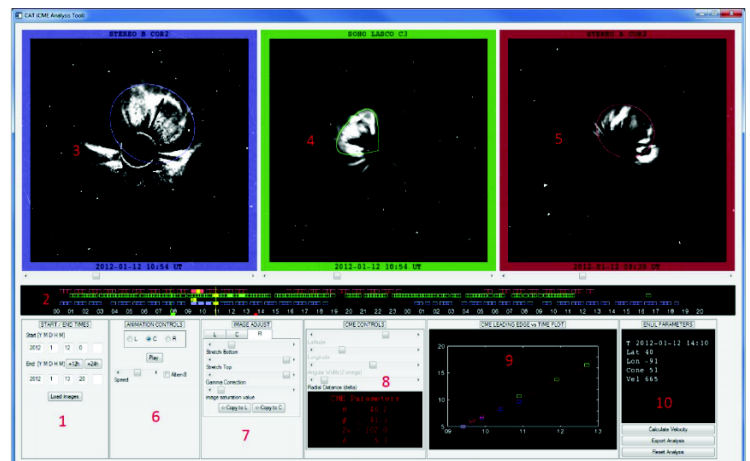 CAT (CME Analysis Tool)
STEREO B COR2
SOHO LASCO C3
3
4
5
2012-01-12 10:54 UT
2012-01-12 10:54 UT
2
00 01 02 03 04 05 06 07 08 09 10 11 12 13 14 15 16 17 18 19 20 21 22 23 00 01 02 03 04 05 06 07 08 09 10 11 12 13 14 15 16 17 18 19 20
START / END TIMES
Start (Y M D H M)
2012 1 12 0
End (Y M D H M) +12h +24h
2012 1 13 20
Load Images
1
ANIMATION CONTROLS
L C R
Play
Speed
6
IMAGE ADJUST
L C R
Stretch Bottom
Stretch Top
Gamma Correction
Image saturation value
<-Copy to L <-Copy to C
7
CME CONTROLS
Latitude
Longitude
Radial Distance (delta)
8
CME Parameters
CME LEADING EDGE vs TIME PLOT
9
20
15
10
5
09 10 11 12 13
ENLIL PARAMETERS
T 2012-01-12 14:10
Lat 40
Lon -91
Cone 51
Vel 665
10
Calculate Velocity
Export Analysis
Reset Analysis